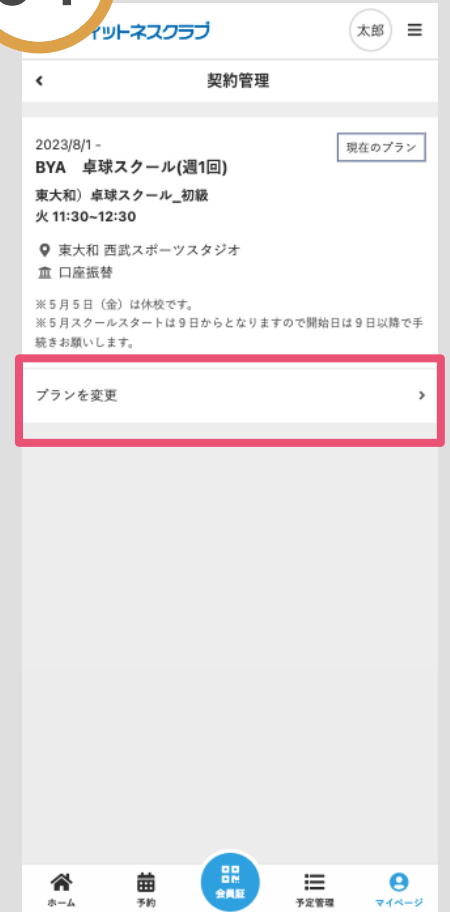 ットネスクラブ
太郎
契約管理
2023/8/1 -
現在のプラン
BYA 卓球スクール(週1回)
東大和）卓球スクール_初級
火 11:30~12:30
東大和 西武スポーツスタジオ
口座振替
※５月５日（金）は休校です。
※５月スクールスタートは９日からとなりますので開始日は９日以降で手
続きお願いします。
プランを変更
ホーム
予約
会員証
予定管理
マイページ